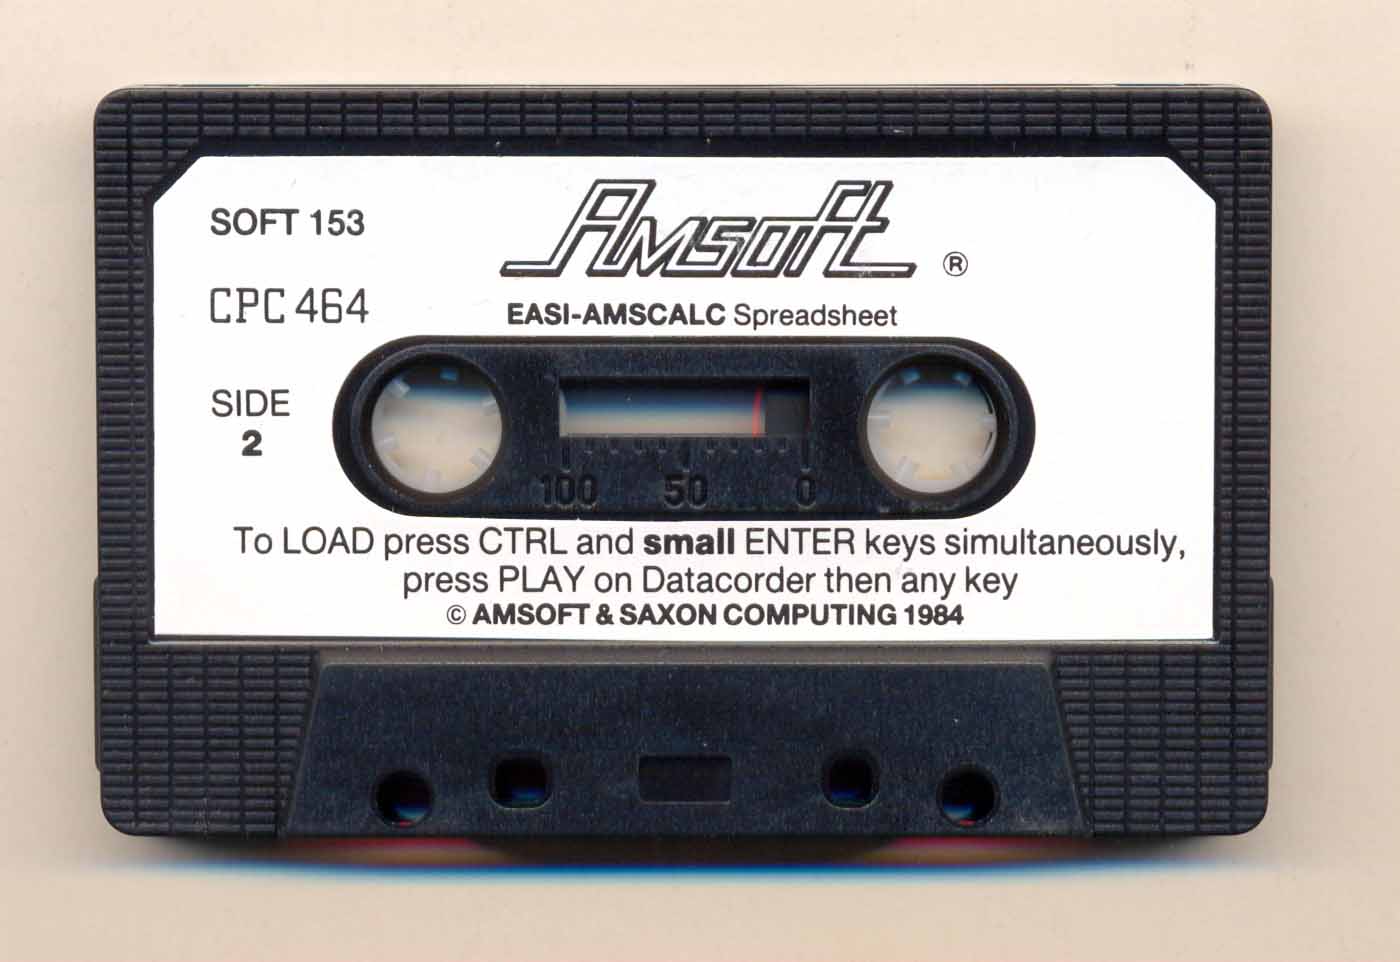 Amsoft ®
SOFT 153
CPC 464
EASI-AMSCALC Spreadsheet
SIDE
2
100 50 0
To LOAD press CTRL and small ENTER keys simultaneously,
press PLAY on Datacorder then any key
© AMSOFT & SAXON COMPUTING 1984